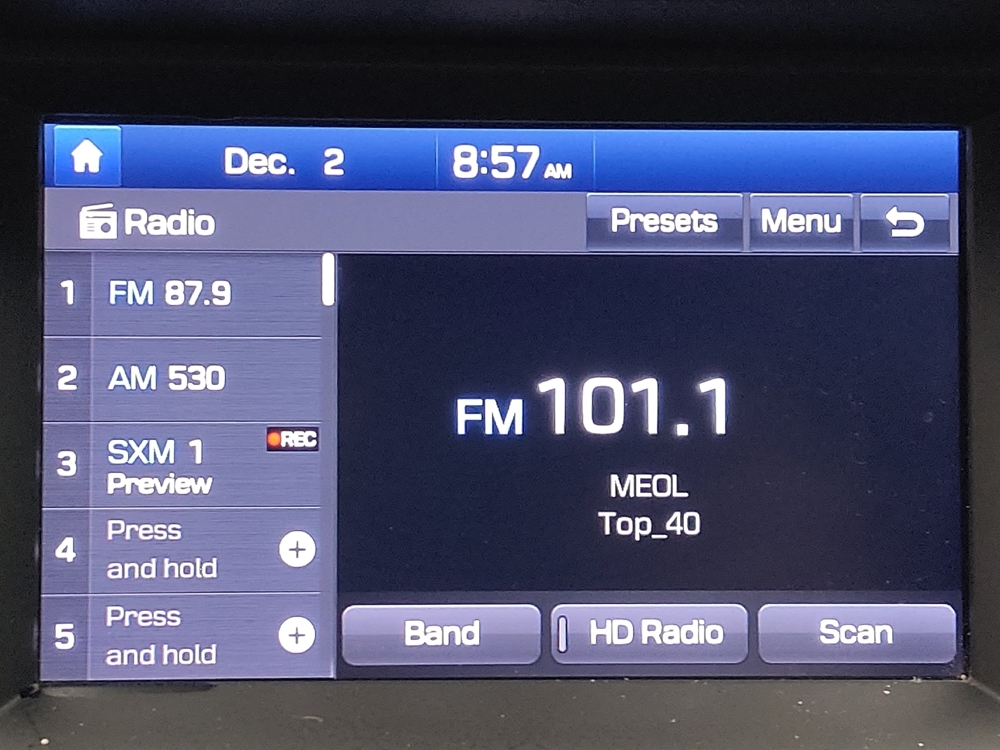 Dec. 2 8:57 AM
Radio Presets Menu
1 FM 87.9
2 AM 530
3 SXM 1 REC
Preview
4 Press
and hold
5 Press
and hold
FM 101.1
MEOL
Top_40
Band HD Radio Scan